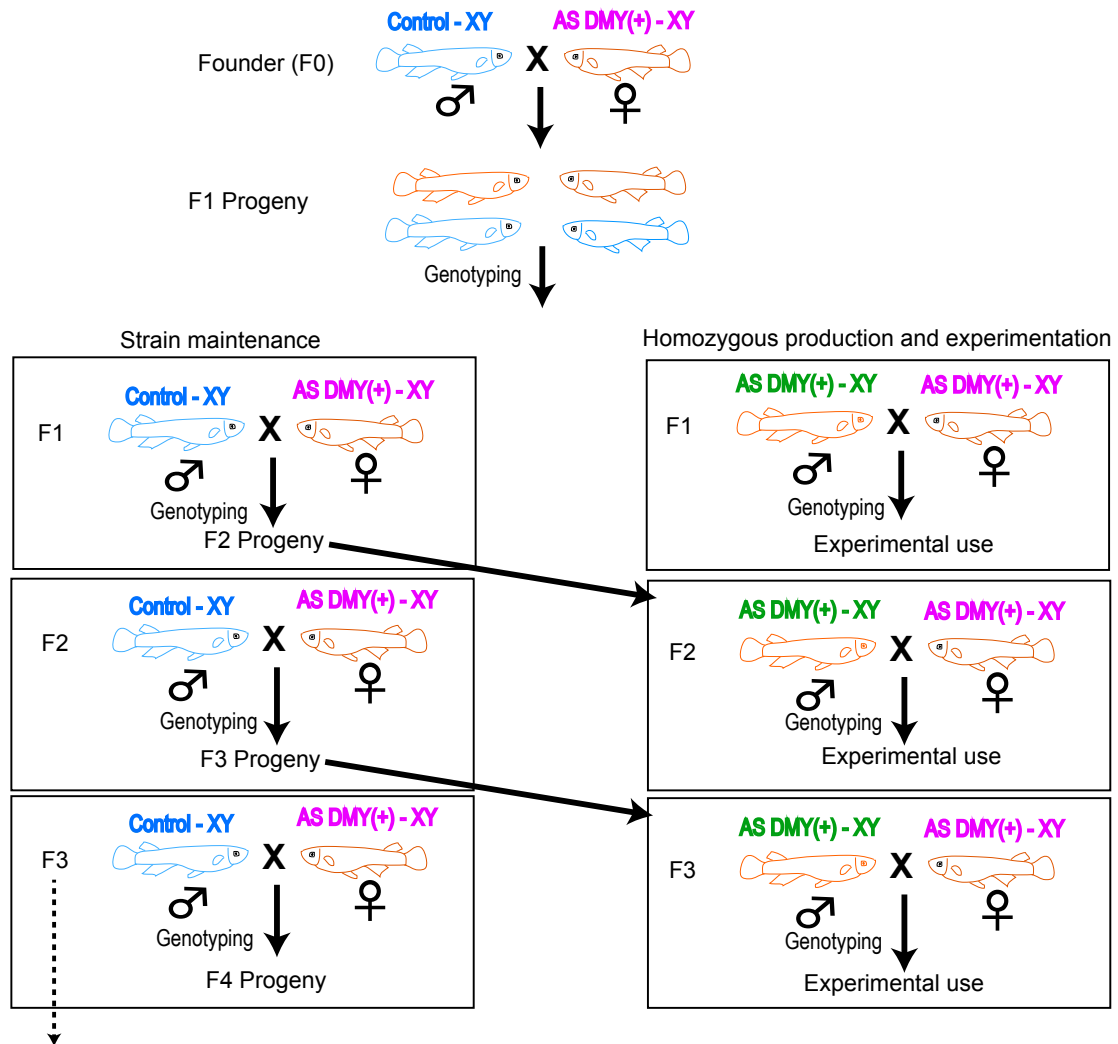 Control - XY
AS DMY(+) - XY
Founder (F0)
X
♂
♀
F1 Progeny
Genotyping
Strain maintenance
Homozygous production and experimentation
Control - XY
AS DMY(+) - XY
F1
X
♂
♀
Genotyping
F2 Progeny
AS DMY(+) - XY
AS DMY(+) - XY
F1
X
♂
♀
Genotyping
Experimental use
Control - XY
AS DMY(+) - XY
F2
X
♂
♀
Genotyping
F3 Progeny
AS DMY(+) - XY
AS DMY(+) - XY
F2
X
♂
♀
Genotyping
Experimental use
Control - XY
AS DMY(+) - XY
F3
X
♂
♀
Genotyping
F4 Progeny
AS DMY(+) - XY
AS DMY(+) - XY
F3
X
♂
♀
Genotyping
Experimental use